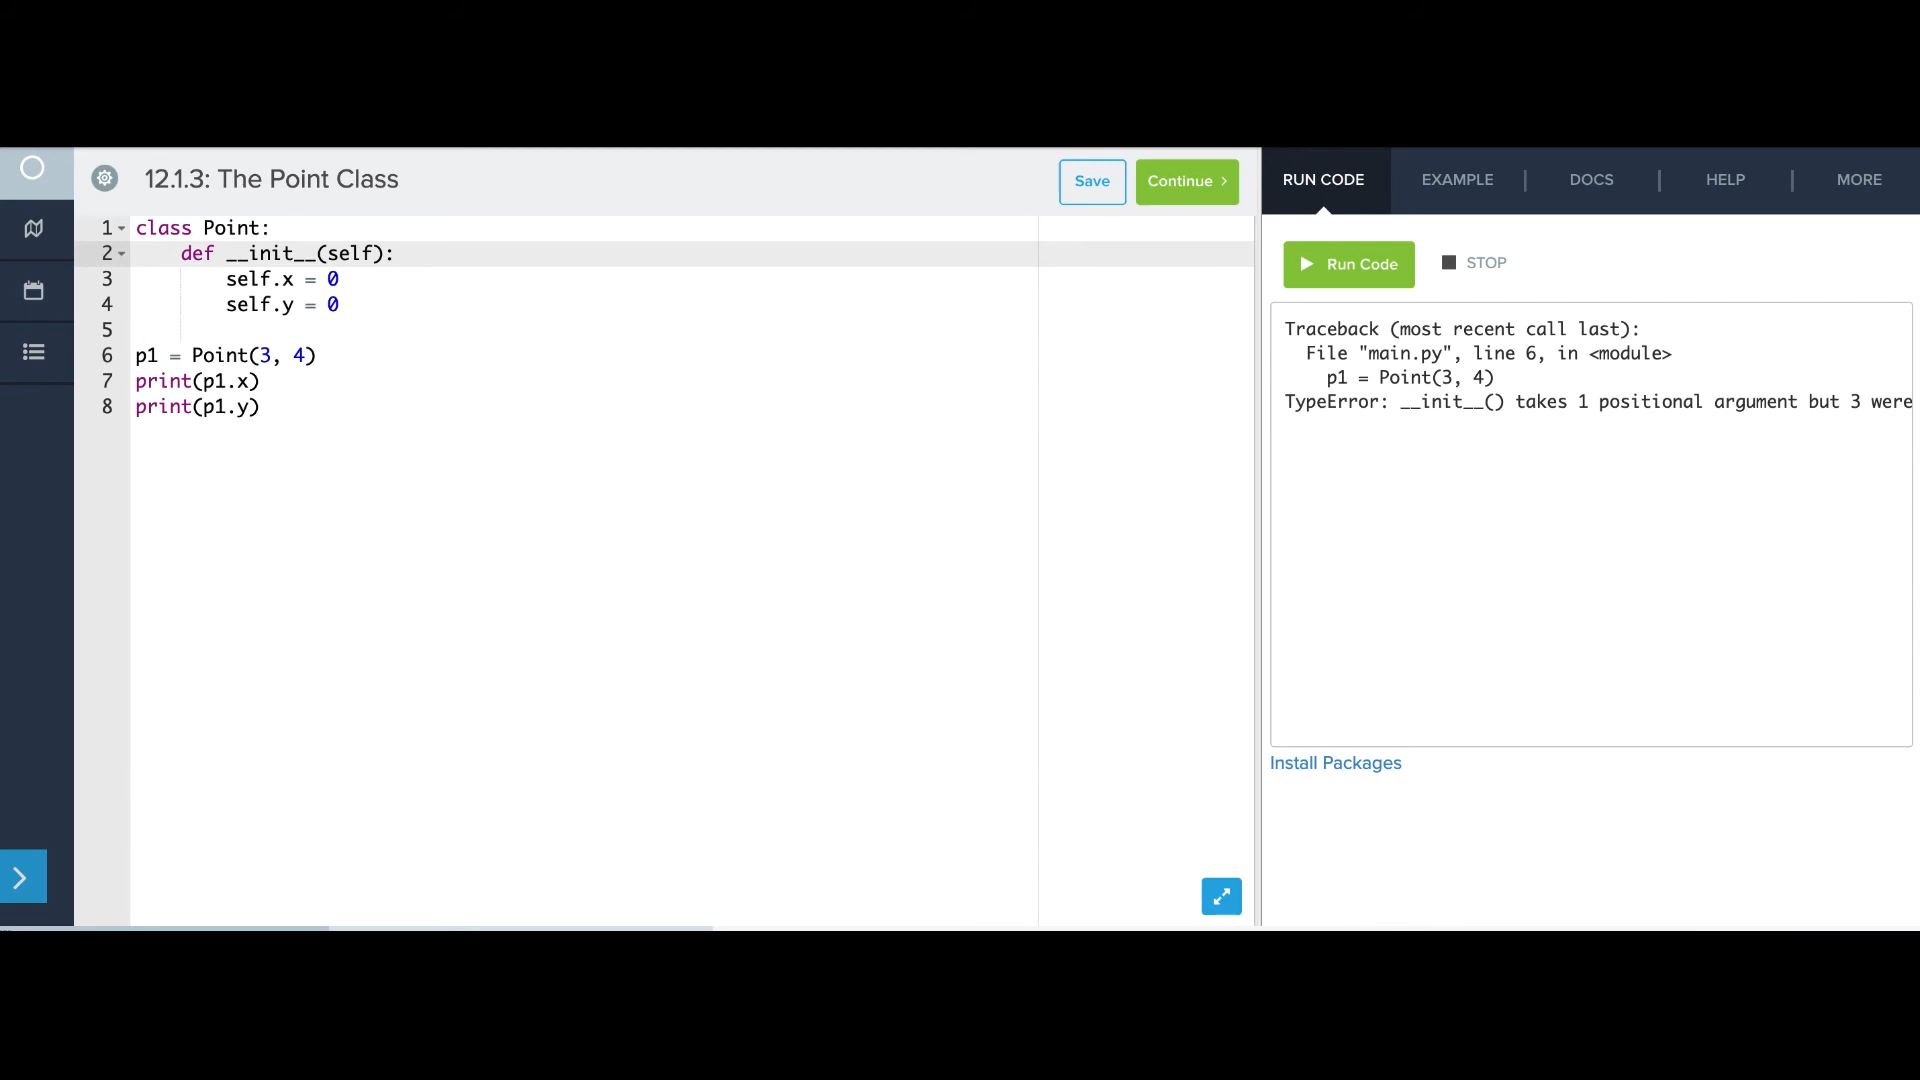 12.1.3: The Point Class
Save
Continue >
RUN CODE
EXAMPLE
DOCS
HELP
MORE
1 class Point:
2 def __init__(self):
3 self.x = 0
4 self.y = 0
5
6 p1 = Point(3, 4)
7 print(p1.x)
8 print(p1.y)
Run Code
STOP
Traceback (most recent call last):
File "main.py", line 6, in <module>
p1 = Point(3, 4)
TypeError: __init__() takes 1 positional argument but 3 were
Install Packages